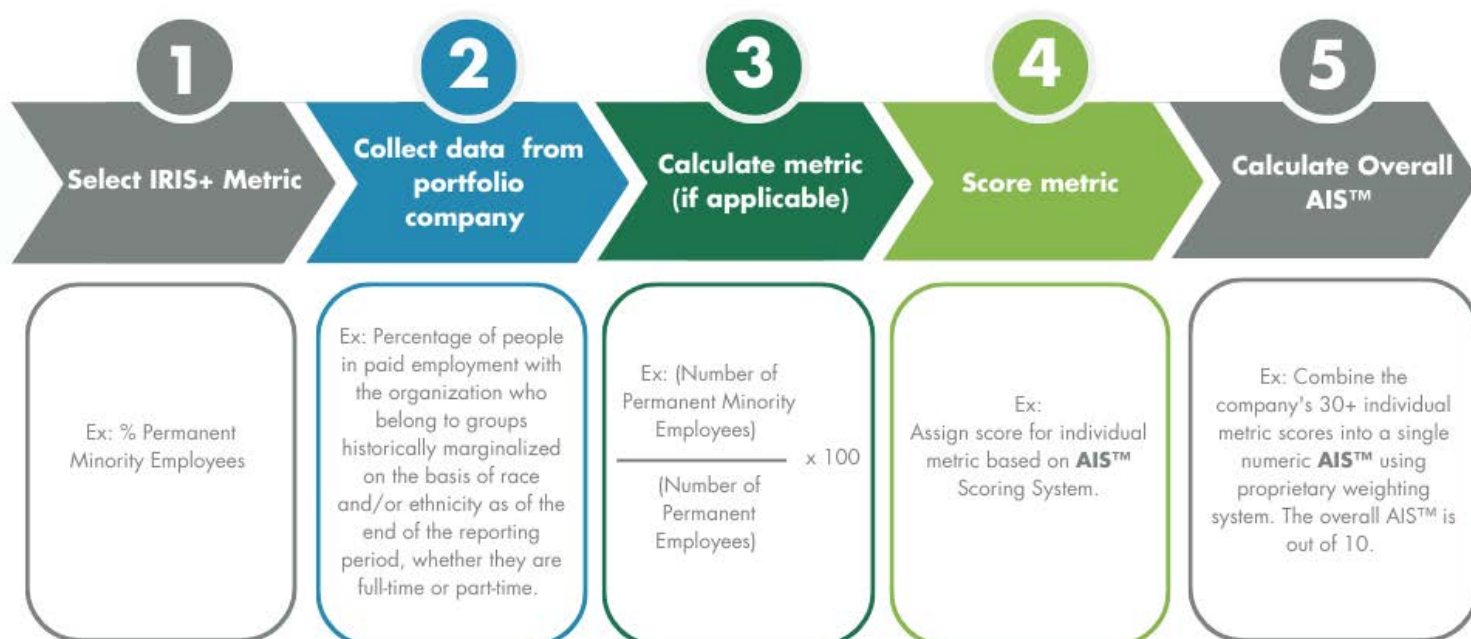 1
2
3
4
5
Select IRIS+ Metric
Collect data from
portfolio
company
Calculate metric
(if applicable)
Score metric
Calculate Overall
AIS™
Ex: % Permanent
Minority Employees
Ex: Percentage of people
in paid employment with
the organization who
belong to groups
historically marginalized
on the basis of race
and/or ethnicity as of the
end of the reporting
period, whether they are
full-time or part-time.
Ex: (Number of
Permanent Minority
Employees)
x 100
(Number of
Permanent
Employees)
Ex:
Assign score for individual
metric based on AIS™
Scoring System.
Ex: Combine the
company's 30+ individual
metric scores into a single
numeric AIS™ using
proprietary weighting
system. The overall AIS™ is
out of 10.